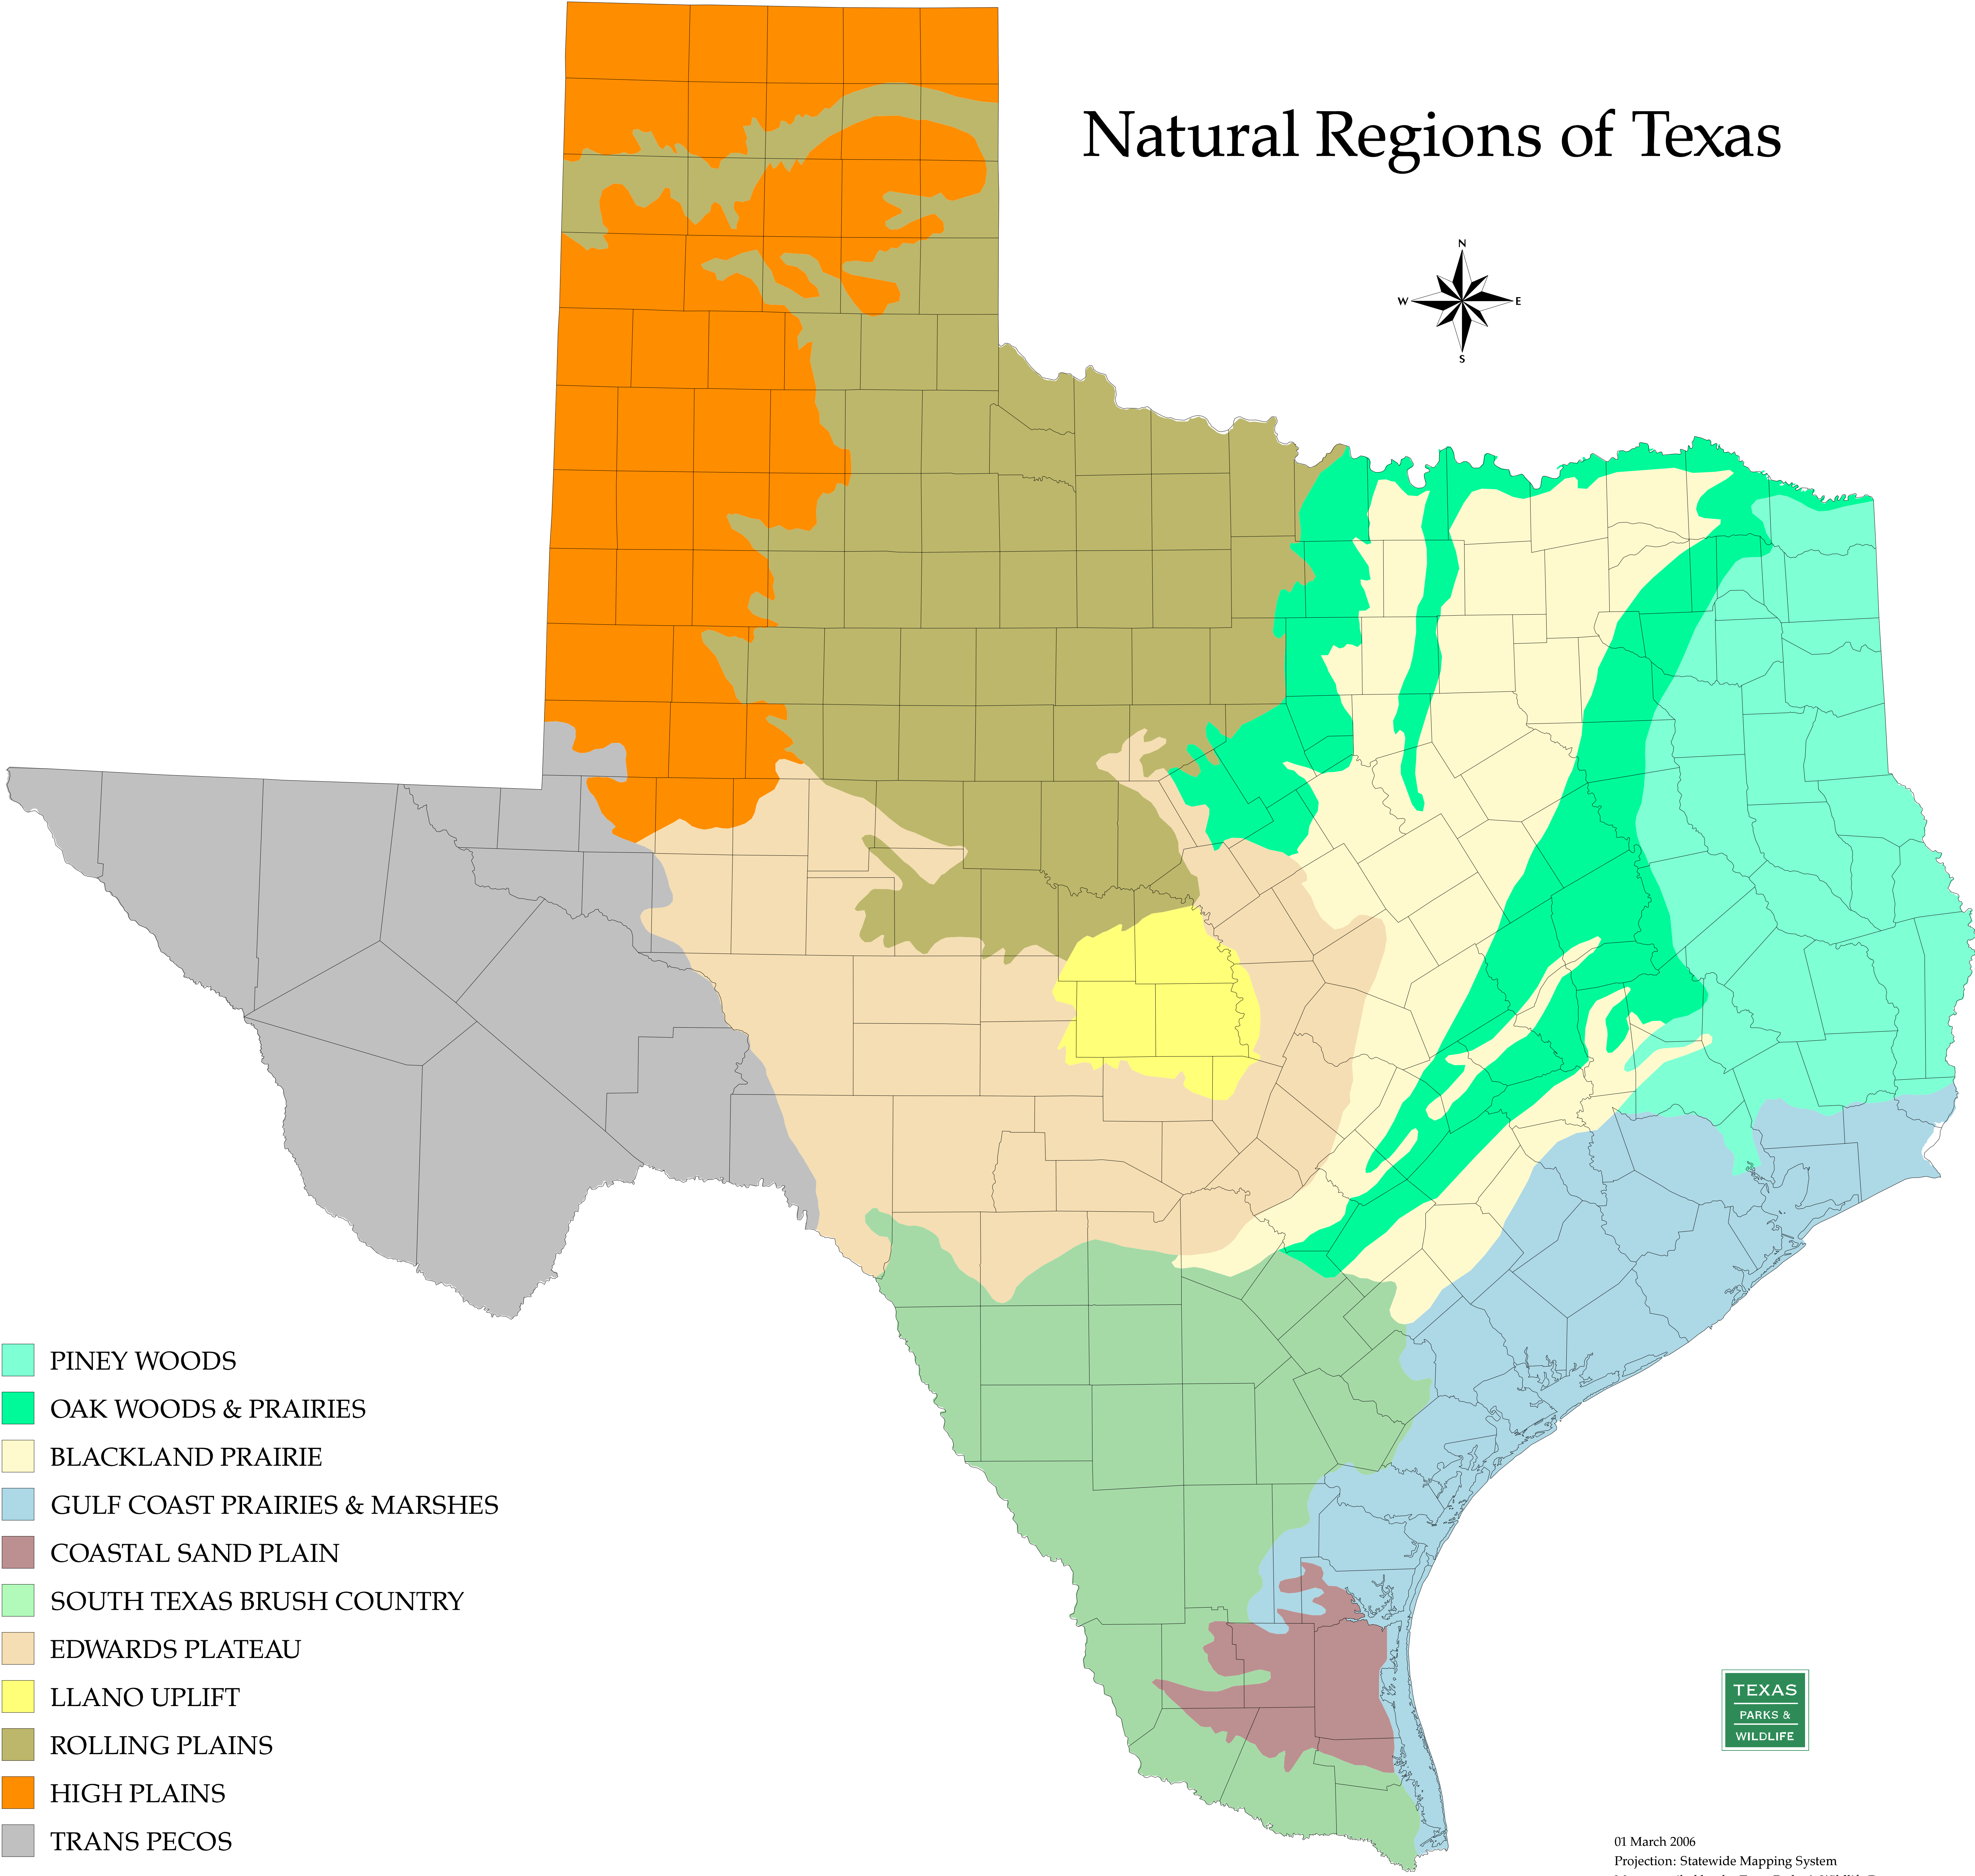 Natural Regions of Texas
N
W
E
S
PINEY WOODS
OAK WOODS & PRAIRIES
BLACKLAND PRAIRIE
GULF COAST PRAIRIES & MARSHES
COASTAL SAND PLAIN
SOUTH TEXAS BRUSH COUNTRY
EDWARDS PLATEAU
LLANO UPLIFT
ROLLING PLAINS
HIGH PLAINS
TRANS PECOS
TEXAS
PARKS &
WILDLIFE
01 March 2006
Projection: Statewide Mapping System